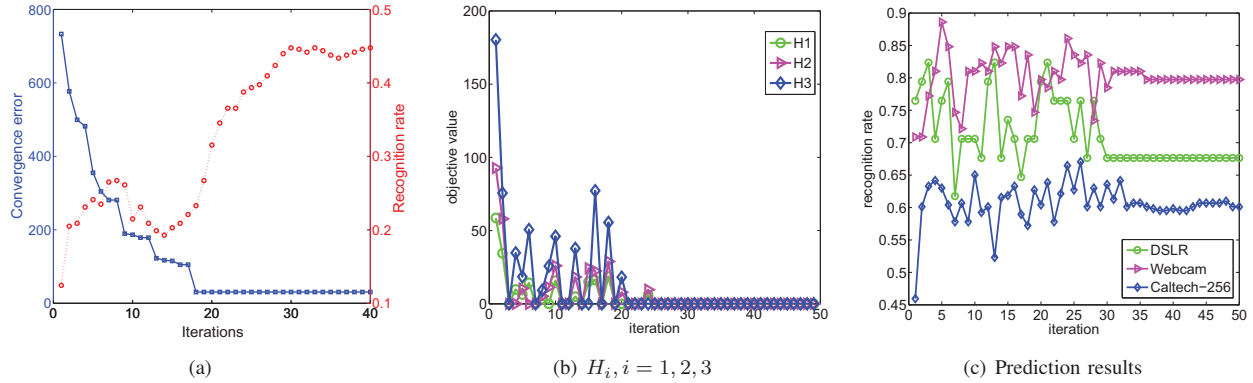 800
600
400
200
0
0
10
20
30
40
0.5
0.4
0.3
0.2
0.1
Convergence error
Recognition rate
Iterations
(a)
200
150
100
50
0
0
10
20
30
40
50
objective value
iteration
H1
H2
H3
(b) H_i, i = 1, 2, 3
0.9
0.85
0.8
0.75
0.7
0.65
0.6
0.55
0.5
0.45
0
5
10
15
20
25
30
35
40
45
50
recognition rate
iteration
DSLR
Webcam
Caltech−256
(c) Prediction results